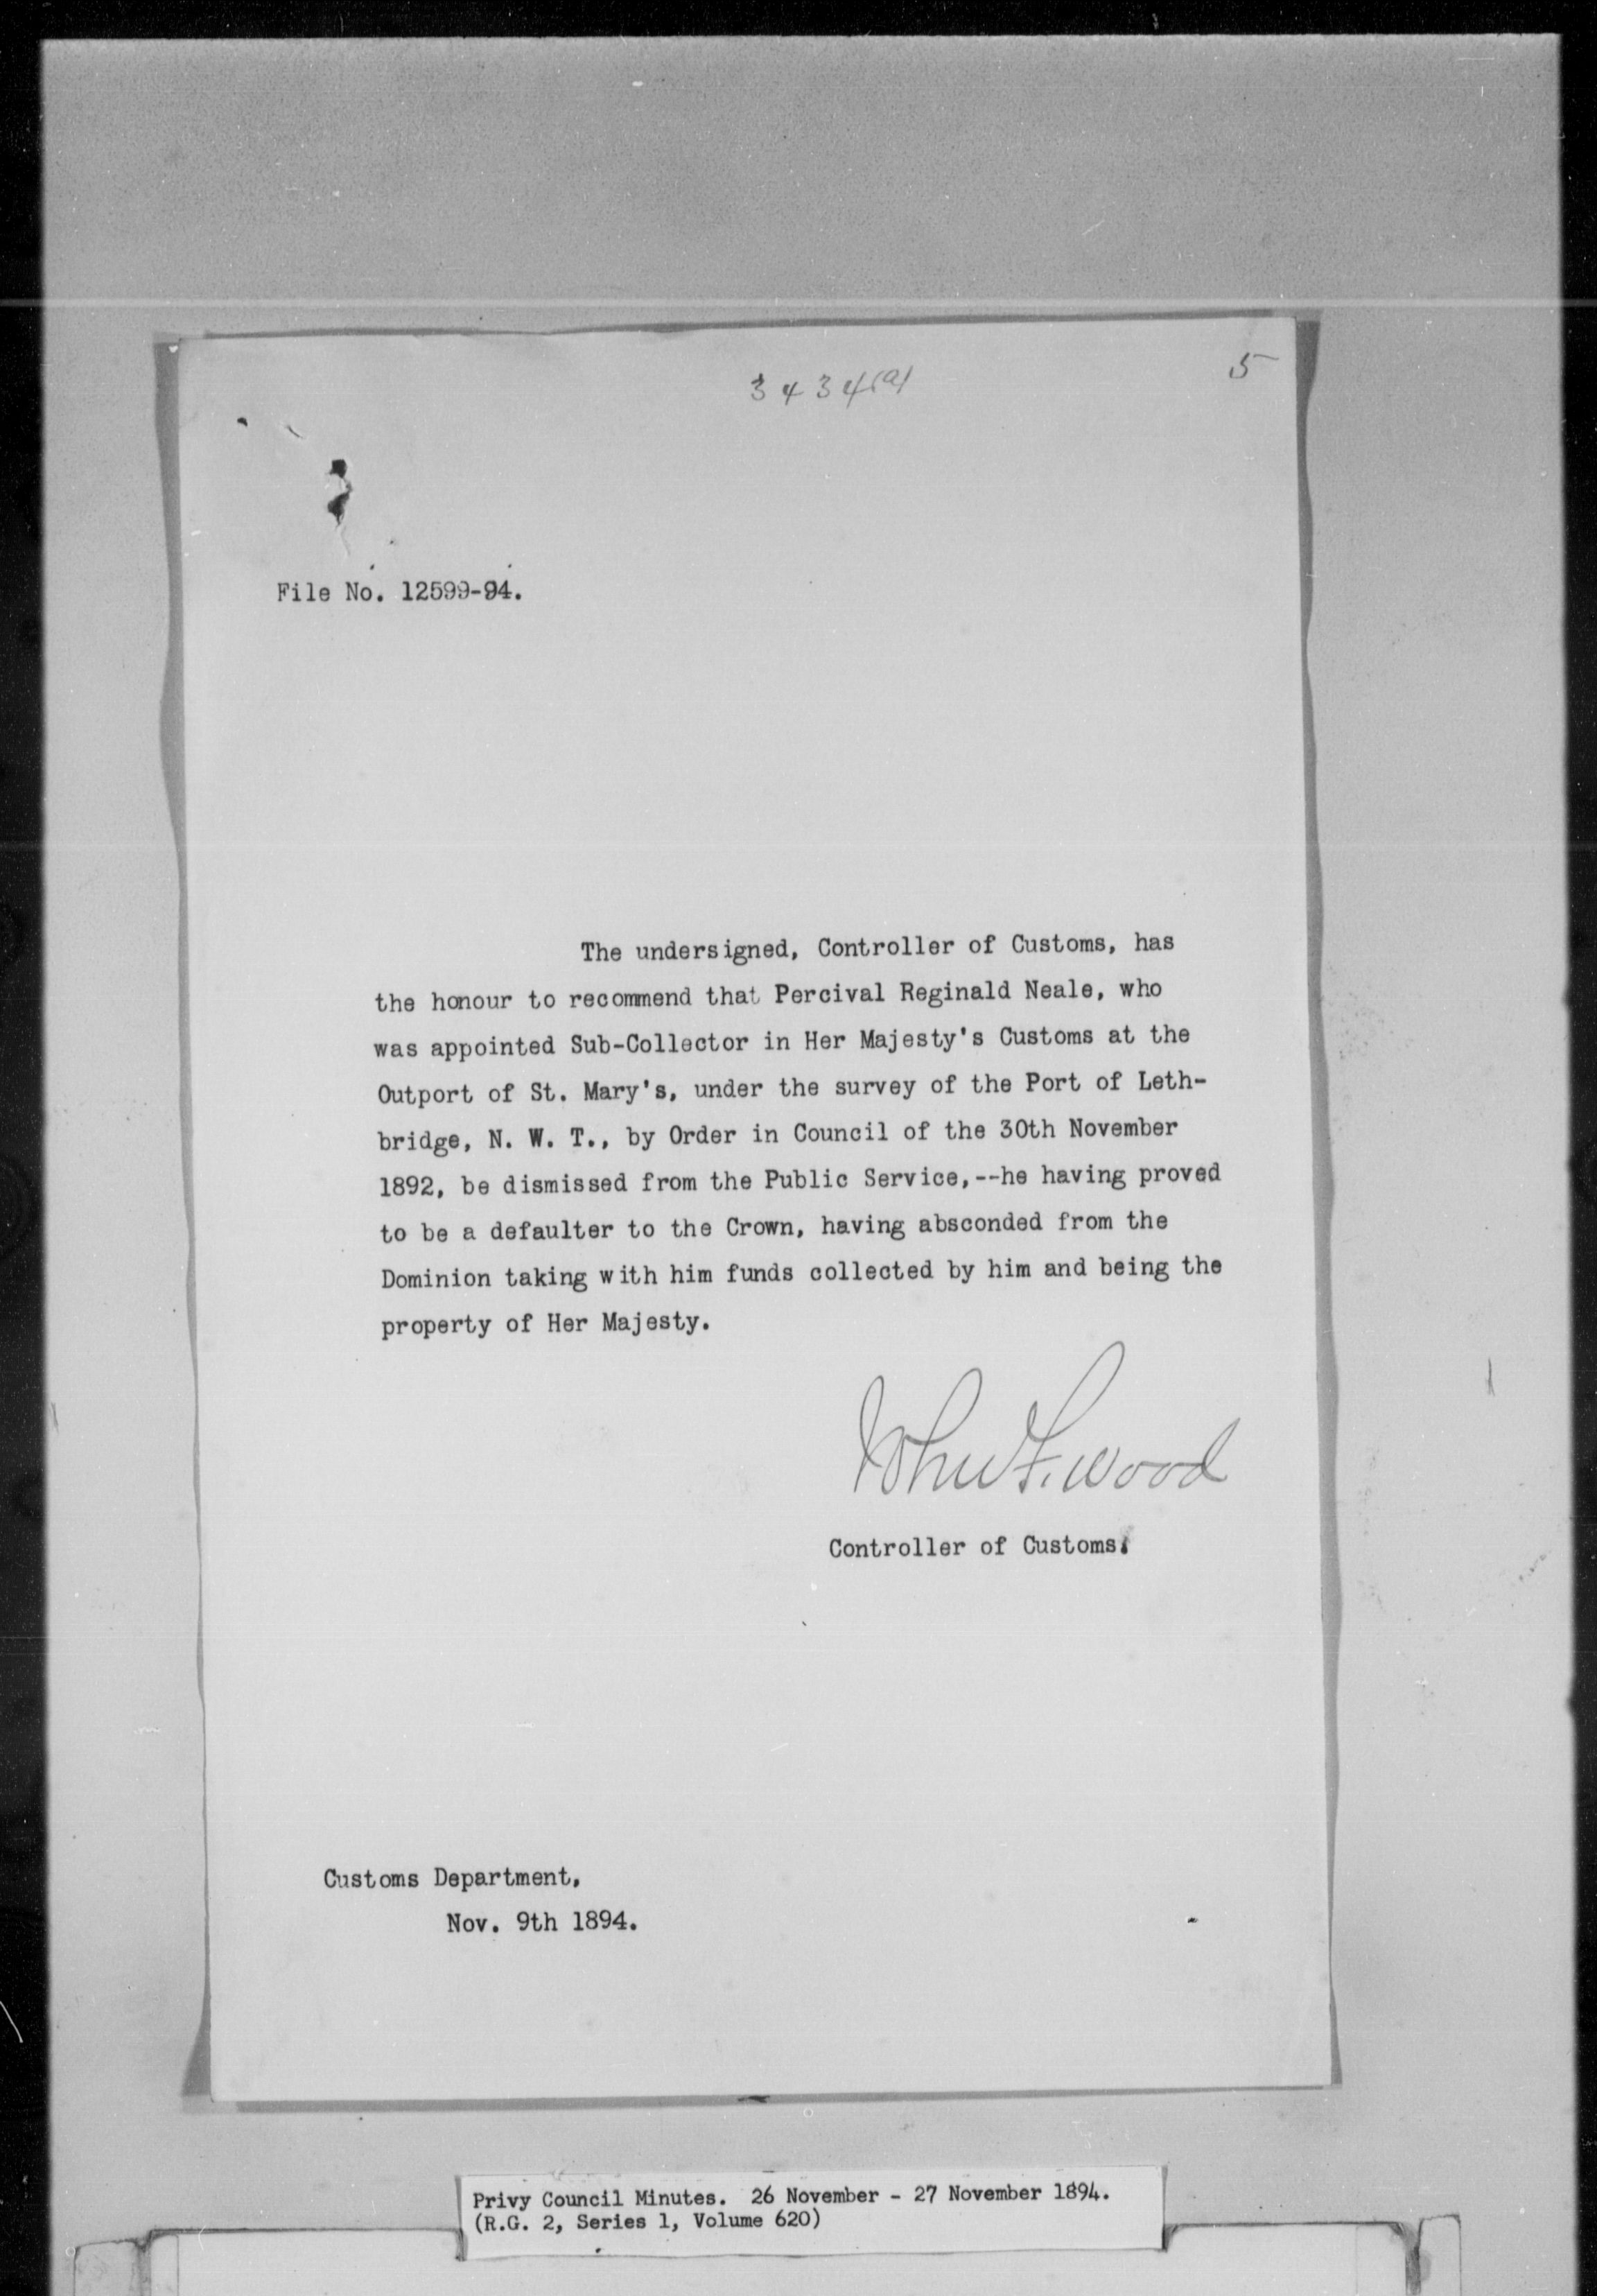 3434(a) 5
File No. 12599-94.
The undersigned, Controller of Customs, has
the honour to recommend that Percival Reginald Neale, who
was appointed Sub-Collector in Her Majesty's Customs at the
Outport of St. Mary's, under the survey of the Port of Leth-
bridge, N. W. T., by Order in Council of the 30th November
1892, be dismissed from the Public Service,--he having proved
to be a defaulter to the Crown, having absconded from the
Dominion taking with him funds collected by him and being the
property of Her Majesty.
John F. Wood
Controller of Customs.
Customs Department,
Nov. 9th 1894.
Privy Council Minutes. 26 November - 27 November 1894.
(R.G. 2, Series 1, Volume 620)